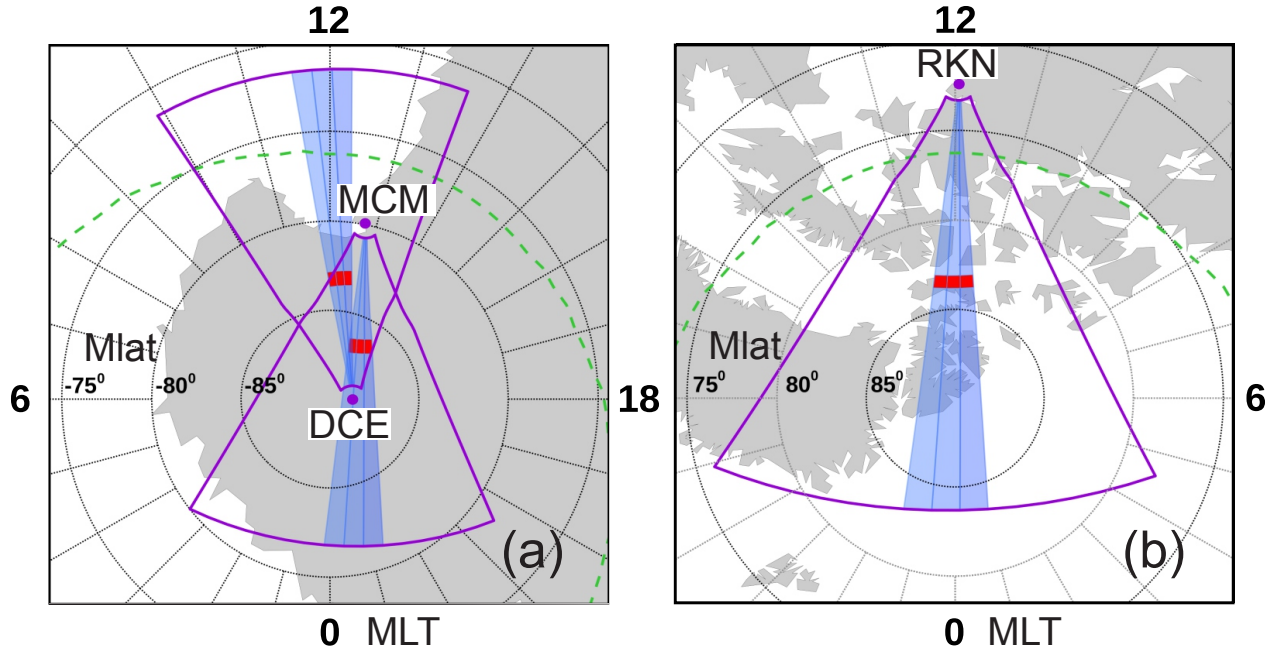 12
12
RKN
MCM
Mlat
Mlat
-75⁰
-80⁰
-85⁰
75⁰
80⁰
85⁰
6
18
6
DCE
(a)
(b)
0 MLT
0 MLT